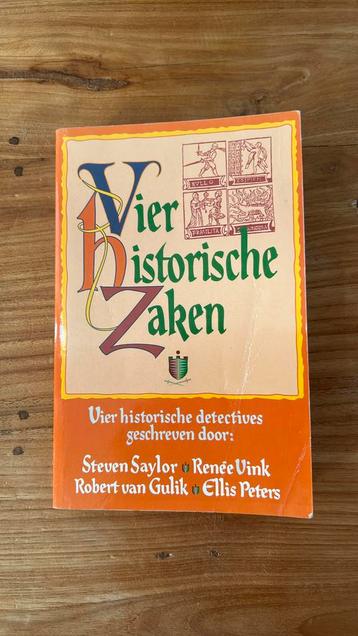 Vier
historische
Zaken
Vier historische detectives
geschreven door:
Steven Saylor Renée Vink
Robert van Gulik Ellis Peters